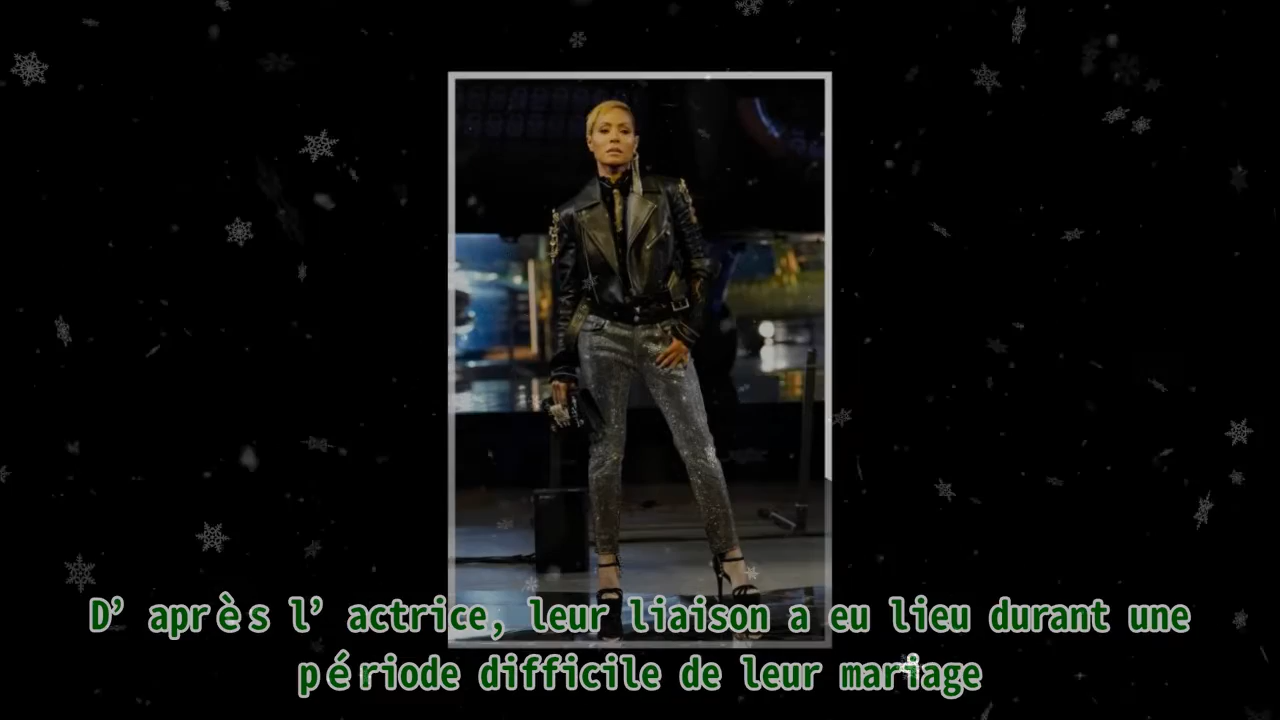 D’ après l’ actrice, leur liaison a eu lieu durant une
période difficile de leur mariage